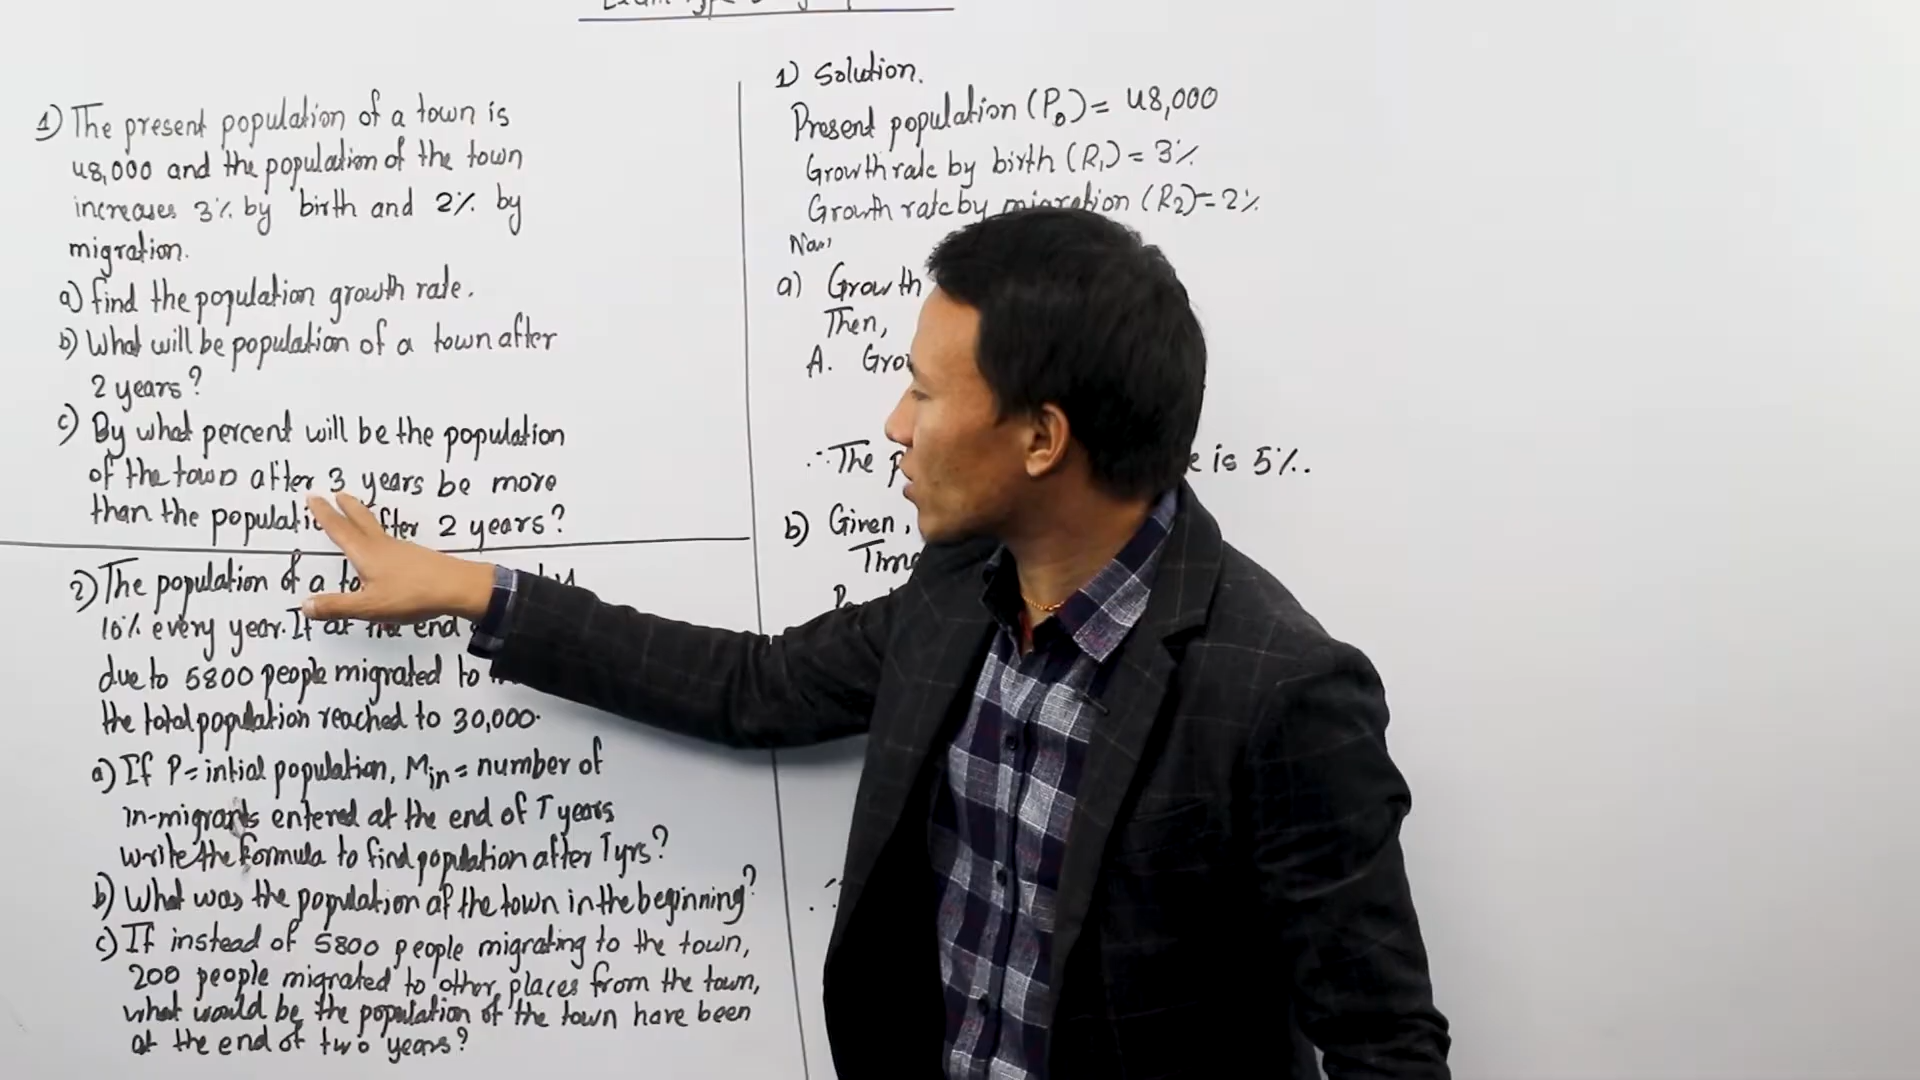 1) The present population of a town is
48,000 and the population of the town
increases 3% by birth and 2% by
migration.
a) find the population growth rate.
b) What will be population of a town after
2 years?
c) By what percent will be the population
of the town after 3 years be more
than the after 2 years?
2) The population of a
10% every year. If at the end
due to 5800 people migrated to
the total population reached to 30,000.
a) If P = intial population, Min = number of
in-migrants entered at the end of T years
write the formula to find population after T yrs?
b) What was the population of the town in the beginning?
c) If instead of 5800 people migrating to the town,
200 people migrated to other places from the town,
what would be the population of the town have been
at the end of two years?
1) Solution.
Present population (P0) = 48,000
Growth rate by birth (R1) = 3%
Growth rate by migration (R2) = 2%
Now,
a) Growth
Then,
A.
∴ The is 5%.
b) Given,